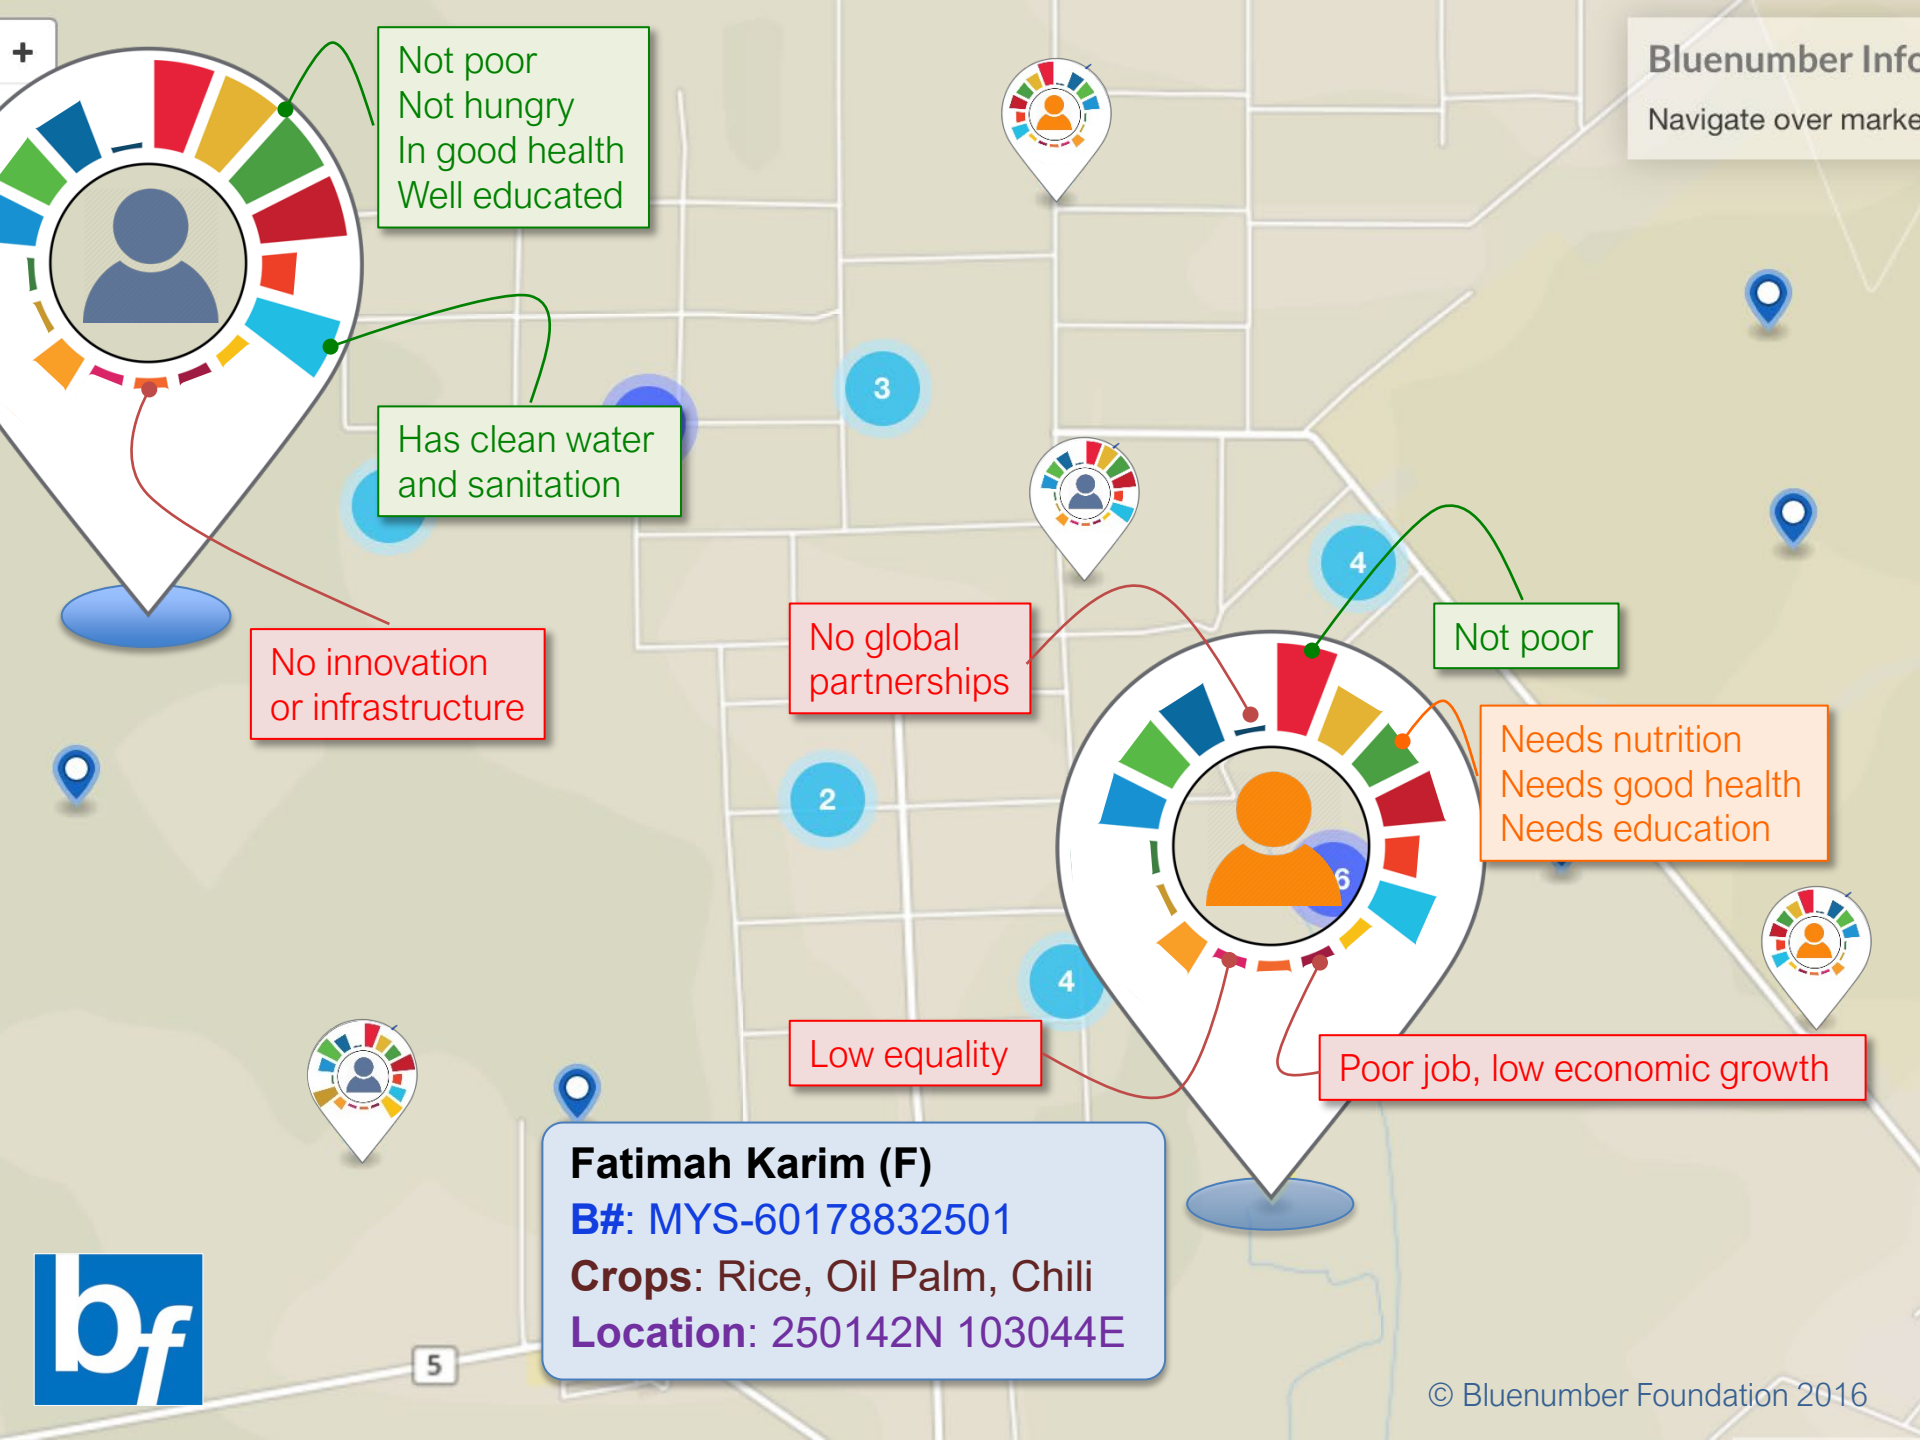 +
Not poor
Not hungry
In good health
Well educated
Bluenumber Info
Navigate over marke
3
Has clean water
and sanitation
4
No innovation
or infrastructure
No global
partnerships
Not poor
Needs nutrition
Needs good health
Needs education
2
6
4
Low equality
Poor job, low economic growth
Fatimah Karim (F)
B#: MYS-60178832501
Crops: Rice, Oil Palm, Chili
Location: 250142N 103044E
bf
5
© Bluenumber Foundation 2016